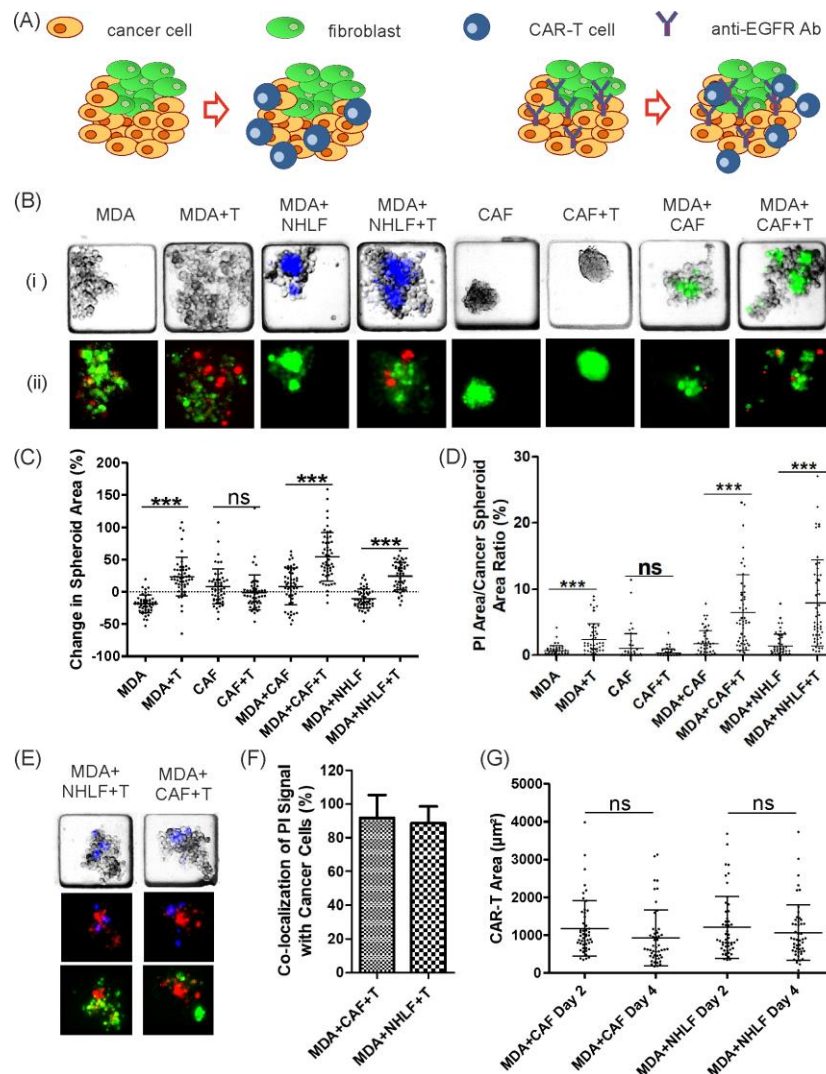 (A) cancer cell fibroblast CAR-T cell anti-EGFR Ab
(B) MDA MDA+T MDA+ NHLF MDA+ NHLF+T CAF CAF+T MDA+ CAF MDA+ CAF+T
(i)
(ii)
(C)
Change in Spheroid Area (%)
200
150
100
50
0
-50
-100
*** ns *** ***
MDA MDA+T CAF CAF+T MDA+CAF MDA+CAF+T MDA+NHLF MDA+NHLF+T
(D)
PI Area/Cancer Spheroid
Area Ratio (%)
30
20
10
0
*** ns *** ***
MDA MDA+T CAF CAF+T MDA+CAF MDA+CAF+T MDA+NHLF MDA+NHLF+T
(E)
MDA+ NHLF+T MDA+ CAF+T
(F)
Co-localization of PI Signal
with Cancer Cells (%)
120
100
80
60
40
20
0
MDA+CAF+T MDA+NHLF+T
(G)
CAR-T Area (µm²)
5000
4000
3000
2000
1000
0
ns ns
MDA+CAF Day 2 MDA+CAF Day 4 MDA+NHLF Day 2 MDA+NHLF Day 4